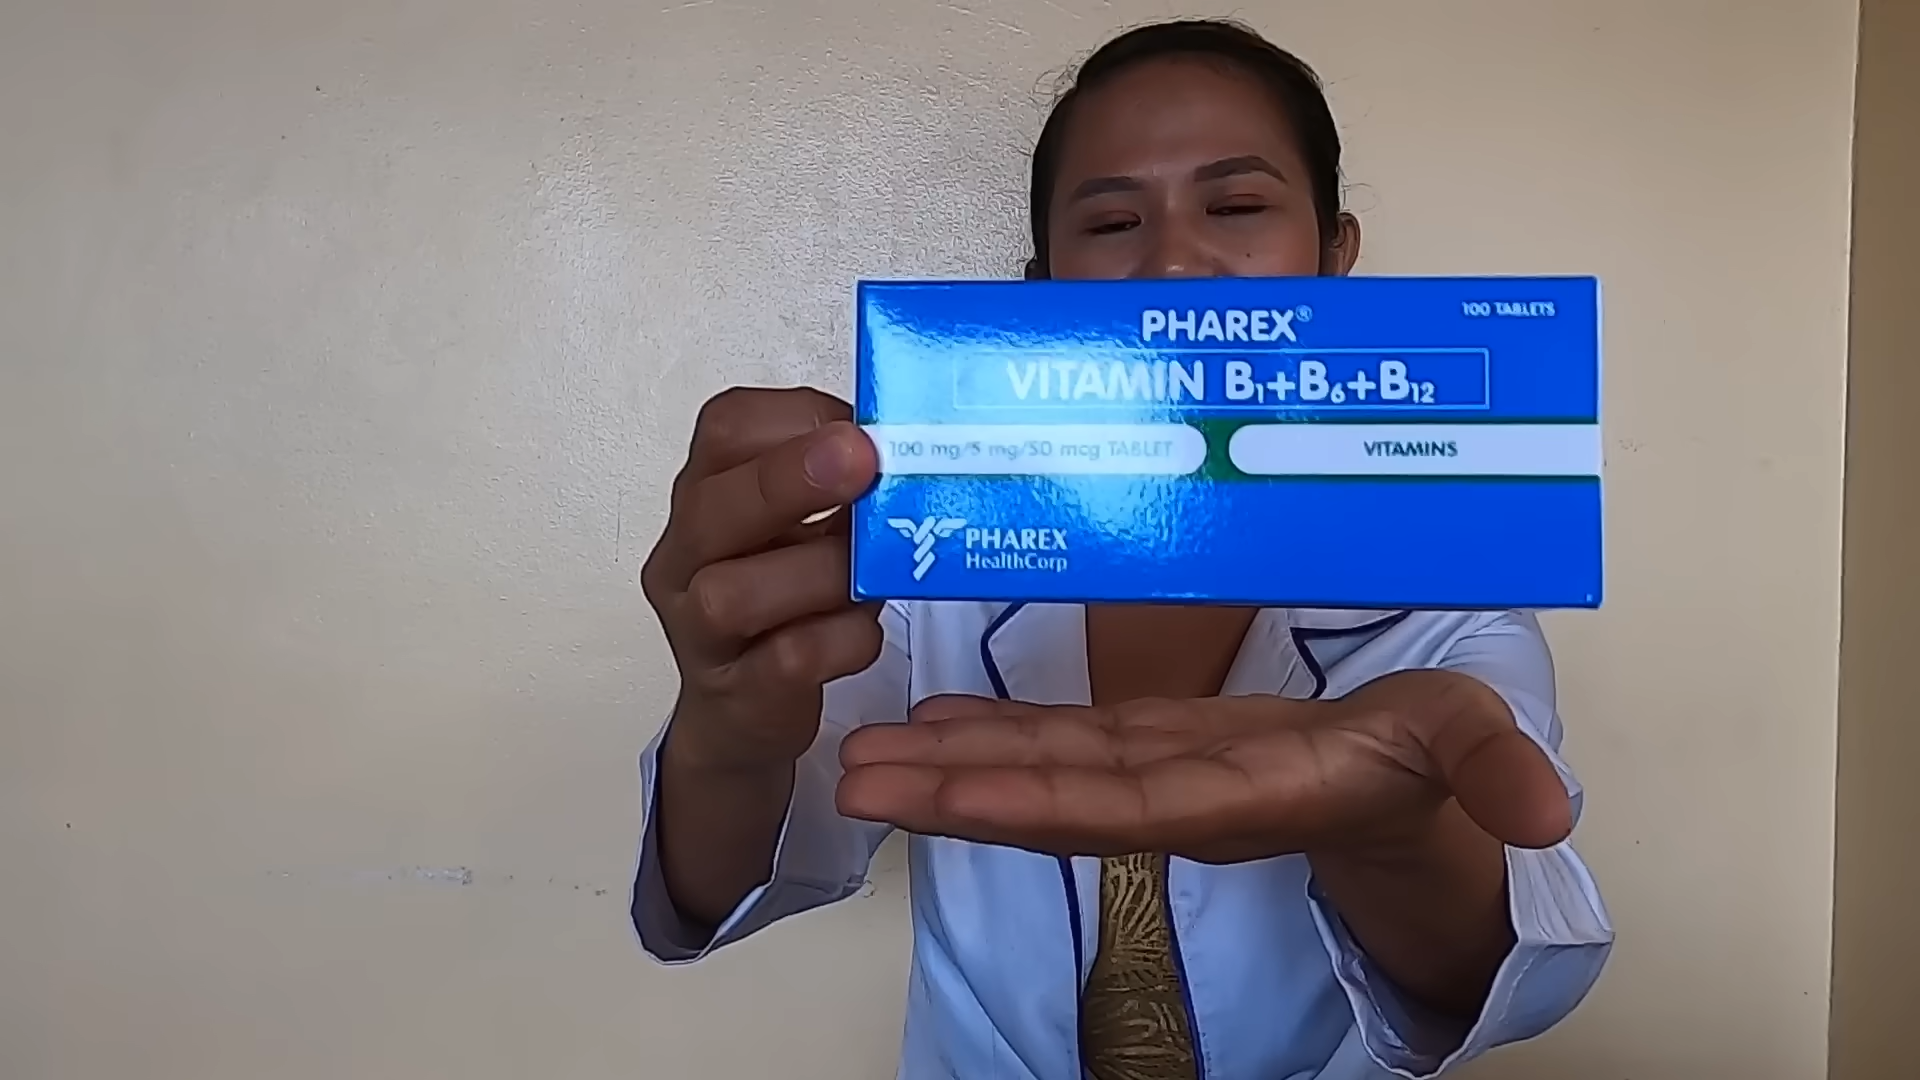 PHAREX®
100 TABLETS
VITAMIN B₁+B₆+B₁₂
100 mg/5 mg/50 mcg TABLET
VITAMINS
PHAREX
HealthCorp